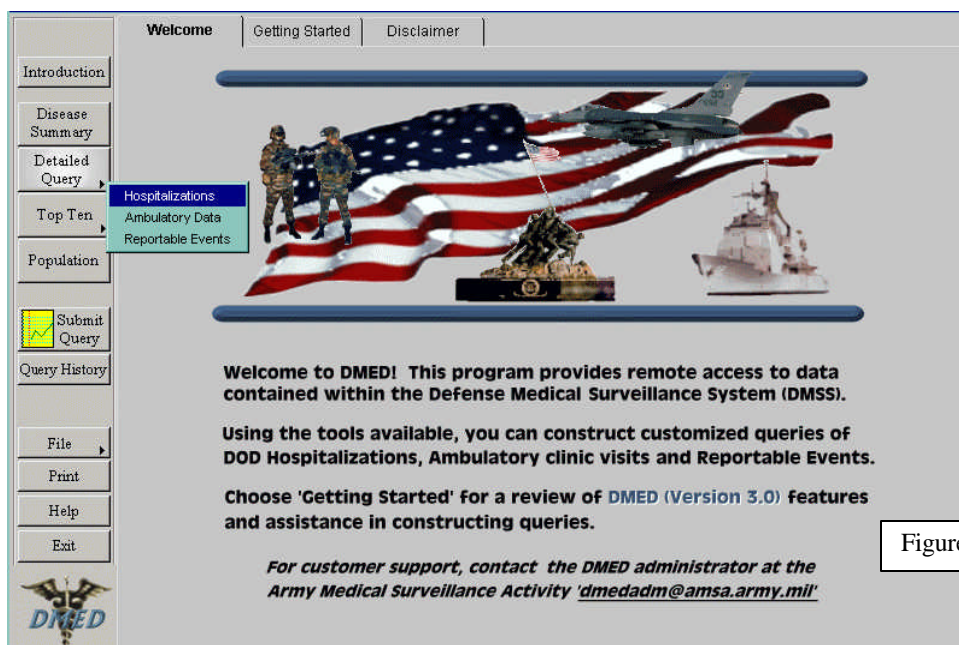 Welcome
Getting Started
Disclaimer
Introduction
Disease
Summary
Detailed
Query
Top Ten
Population
Submit
Query
Query History
File
Print
Help
Exit
DMED
Hospitalizations
Ambulatory Data
Reportable Events
Welcome to DMED! This program provides remote access to data
contained within the Defense Medical Surveillance System (DMSS).
Using the tools available, you can construct customized queries of
DOD Hospitalizations, Ambulatory clinic visits and Reportable Events.
Choose 'Getting Started' for a review of DMED (Version 3.0) features
and assistance in constructing queries.
For customer support, contact the DMED administrator at the
Army Medical Surveillance Activity 'dmedadm@amsa.army.mil'
Figure